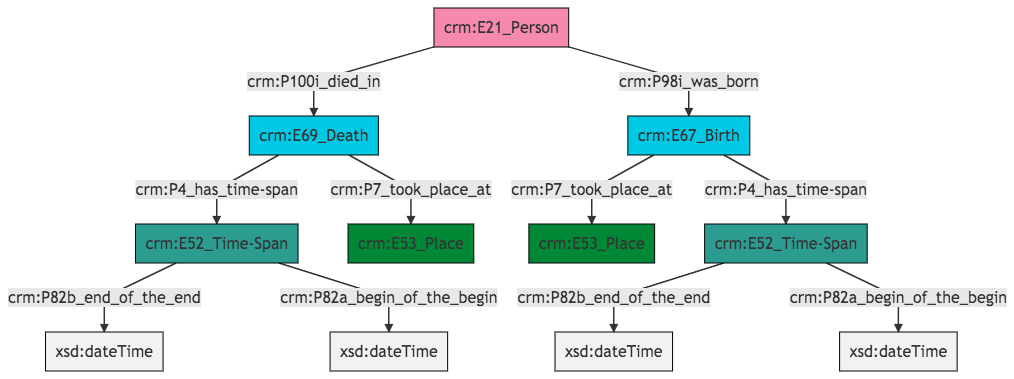 crm:E21_Person
crm:P100i_died_in
crm:P98i_was_born
crm:E69_Death
crm:E67_Birth
crm:P4_has_time-span
crm:P7_took_place_at
crm:P7_took_place_at
crm:P4_has_time-span
crm:E52_Time-Span
crm:E53_Place
crm:E53_Place
crm:E52_Time-Span
crm:P82b_end_of_the_end
crm:P82a_begin_of_the_begin
crm:P82b_end_of_the_end
crm:P82a_begin_of_the_begin
xsd:dateTime
xsd:dateTime
xsd:dateTime
xsd:dateTime